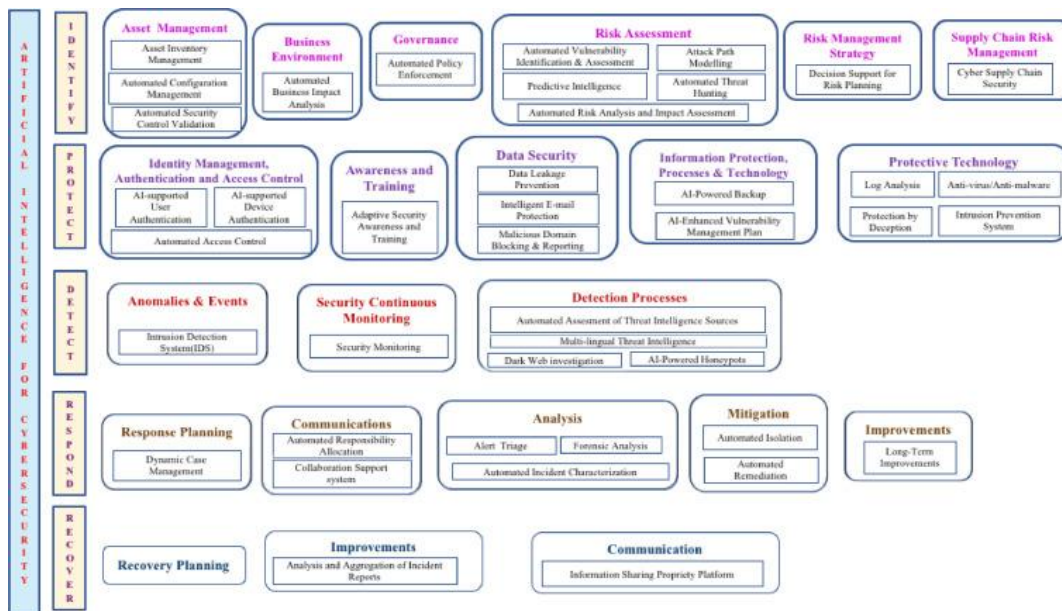 ARTIFICIAL INTELLIGENCE FOR CYBERSECURITY
IDENTIFY
Asset Management
Asset Inventory
Management
Automated Configuration
Management
Automated Security
Control Validation
Business
Environment
Automated
Business Impact
Analysis
Governance
Automated Policy
Enforcement
Risk Assessment
Automated Vulnerability
Identification & Assessment
Attack Path
Modelling
Predictive Intelligence
Automated Threat
Hunting
Automated Risk Analysis and Impact Assessment
Risk Management
Strategy
Decision Support for
Risk Planning
Supply Chain Risk
Management
Cyber Supply Chain
Security
PROTECT
Identity Management,
Authentication and Access Control
AI-supported
User
Authentication
AI-supported
Device
Authentication
Automated Access Control
Awareness and
Training
Adaptive Security
Awareness and
Training
Data Security
Data Leakage
Prevention
Intelligent E-mail
Protection
Malicious Domain
Blocking & Reporting
Information Protection,
Processes & Technology
AI-Powered Backup
AI-Enhanced Vulnerability
Management Plan
Protective Technology
Log Analysis
Anti-virus/Anti-malware
Protection by
Deception
Intrusion Prevention
System
DETECT
Anomalies & Events
Intrusion Detection
System(IDS)
Security Continuous
Monitoring
Security Monitoring
Detection Processes
Automated Assesment of Threat Intelligence Sources
Multi-lingual Threat Intelligence
Dark Web investigation
AI-Powered Honeypots
RESPOND
Response Planning
Dynamic Case
Management
Communications
Automated Responsibility
Allocation
Collaboration Support
system
Analysis
Alert Triage
Forensic Analysis
Automated Incident Characterization
Mitigation
Automated Isolation
Automated
Remediation
Improvements
Long-Term
Improvements
RECOVER
Recovery Planning
Improvements
Analysis and Aggregation of Incident
Reports
Communication
Information Sharing Propriety Platform